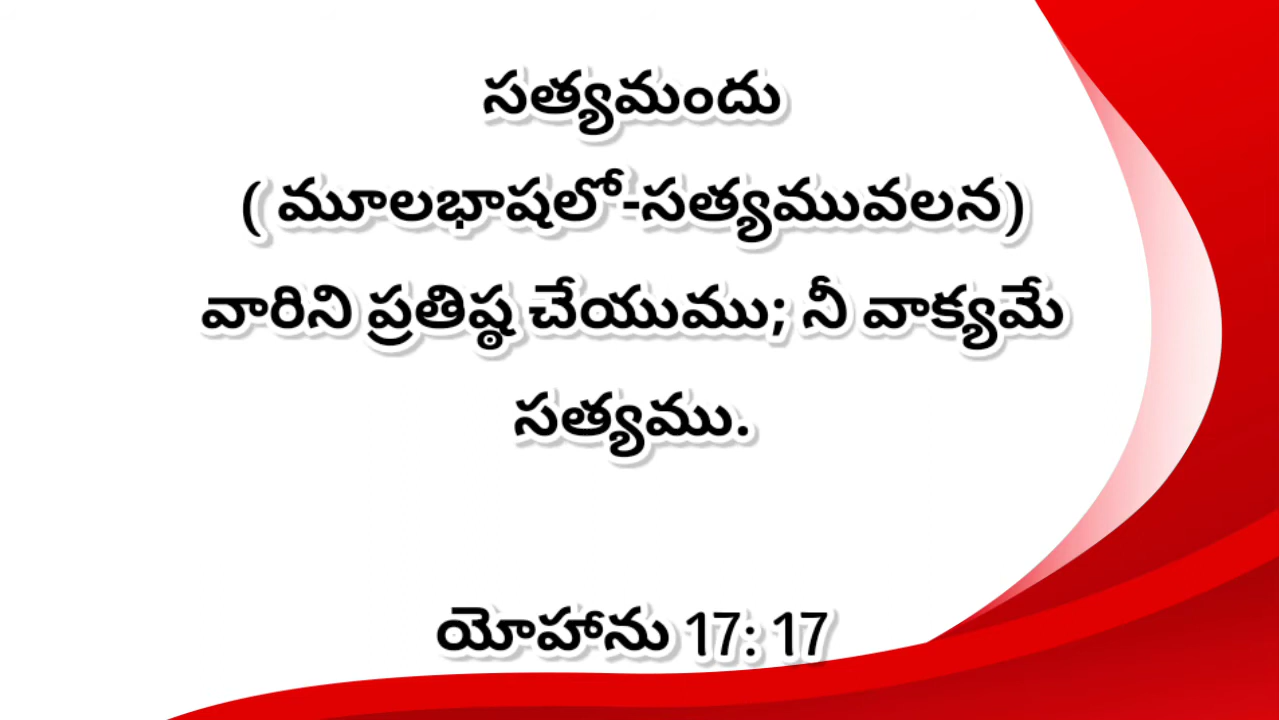 సత్యమందు
( మూలభాషలో-సత్యమువలన)
వారిని ప్రతిష్ఠ చేయుము; నీ వాక్యమే
సత్యము.
యోహాను 17: 17